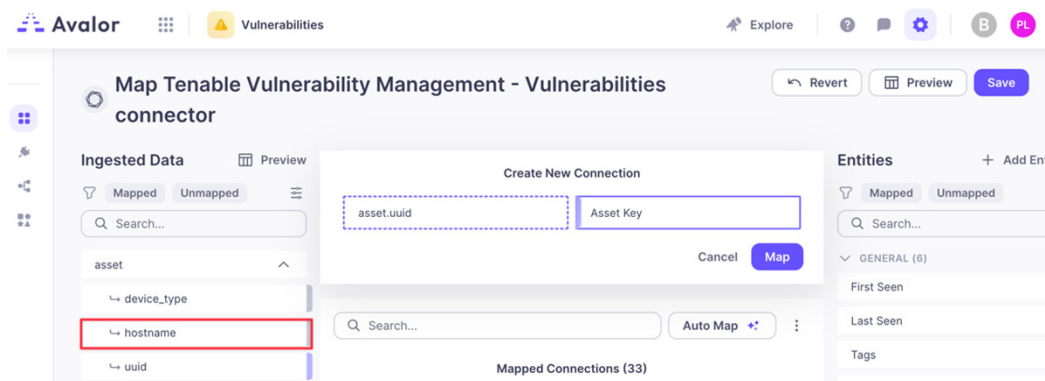 Avalor
Vulnerabilities
Explore
B
PL
Map Tenable Vulnerability Management - Vulnerabilities
connector
Revert
Preview
Save
Ingested Data
Preview
Mapped
Unmapped
Search...
asset
device_type
hostname
uuid
Create New Connection
asset.uuid
Asset Key
Cancel
Map
Search...
Auto Map
Mapped Connections (33)
Entities
+ Add En
Mapped
Unmapped
Search...
GENERAL (6)
First Seen
Last Seen
Tags